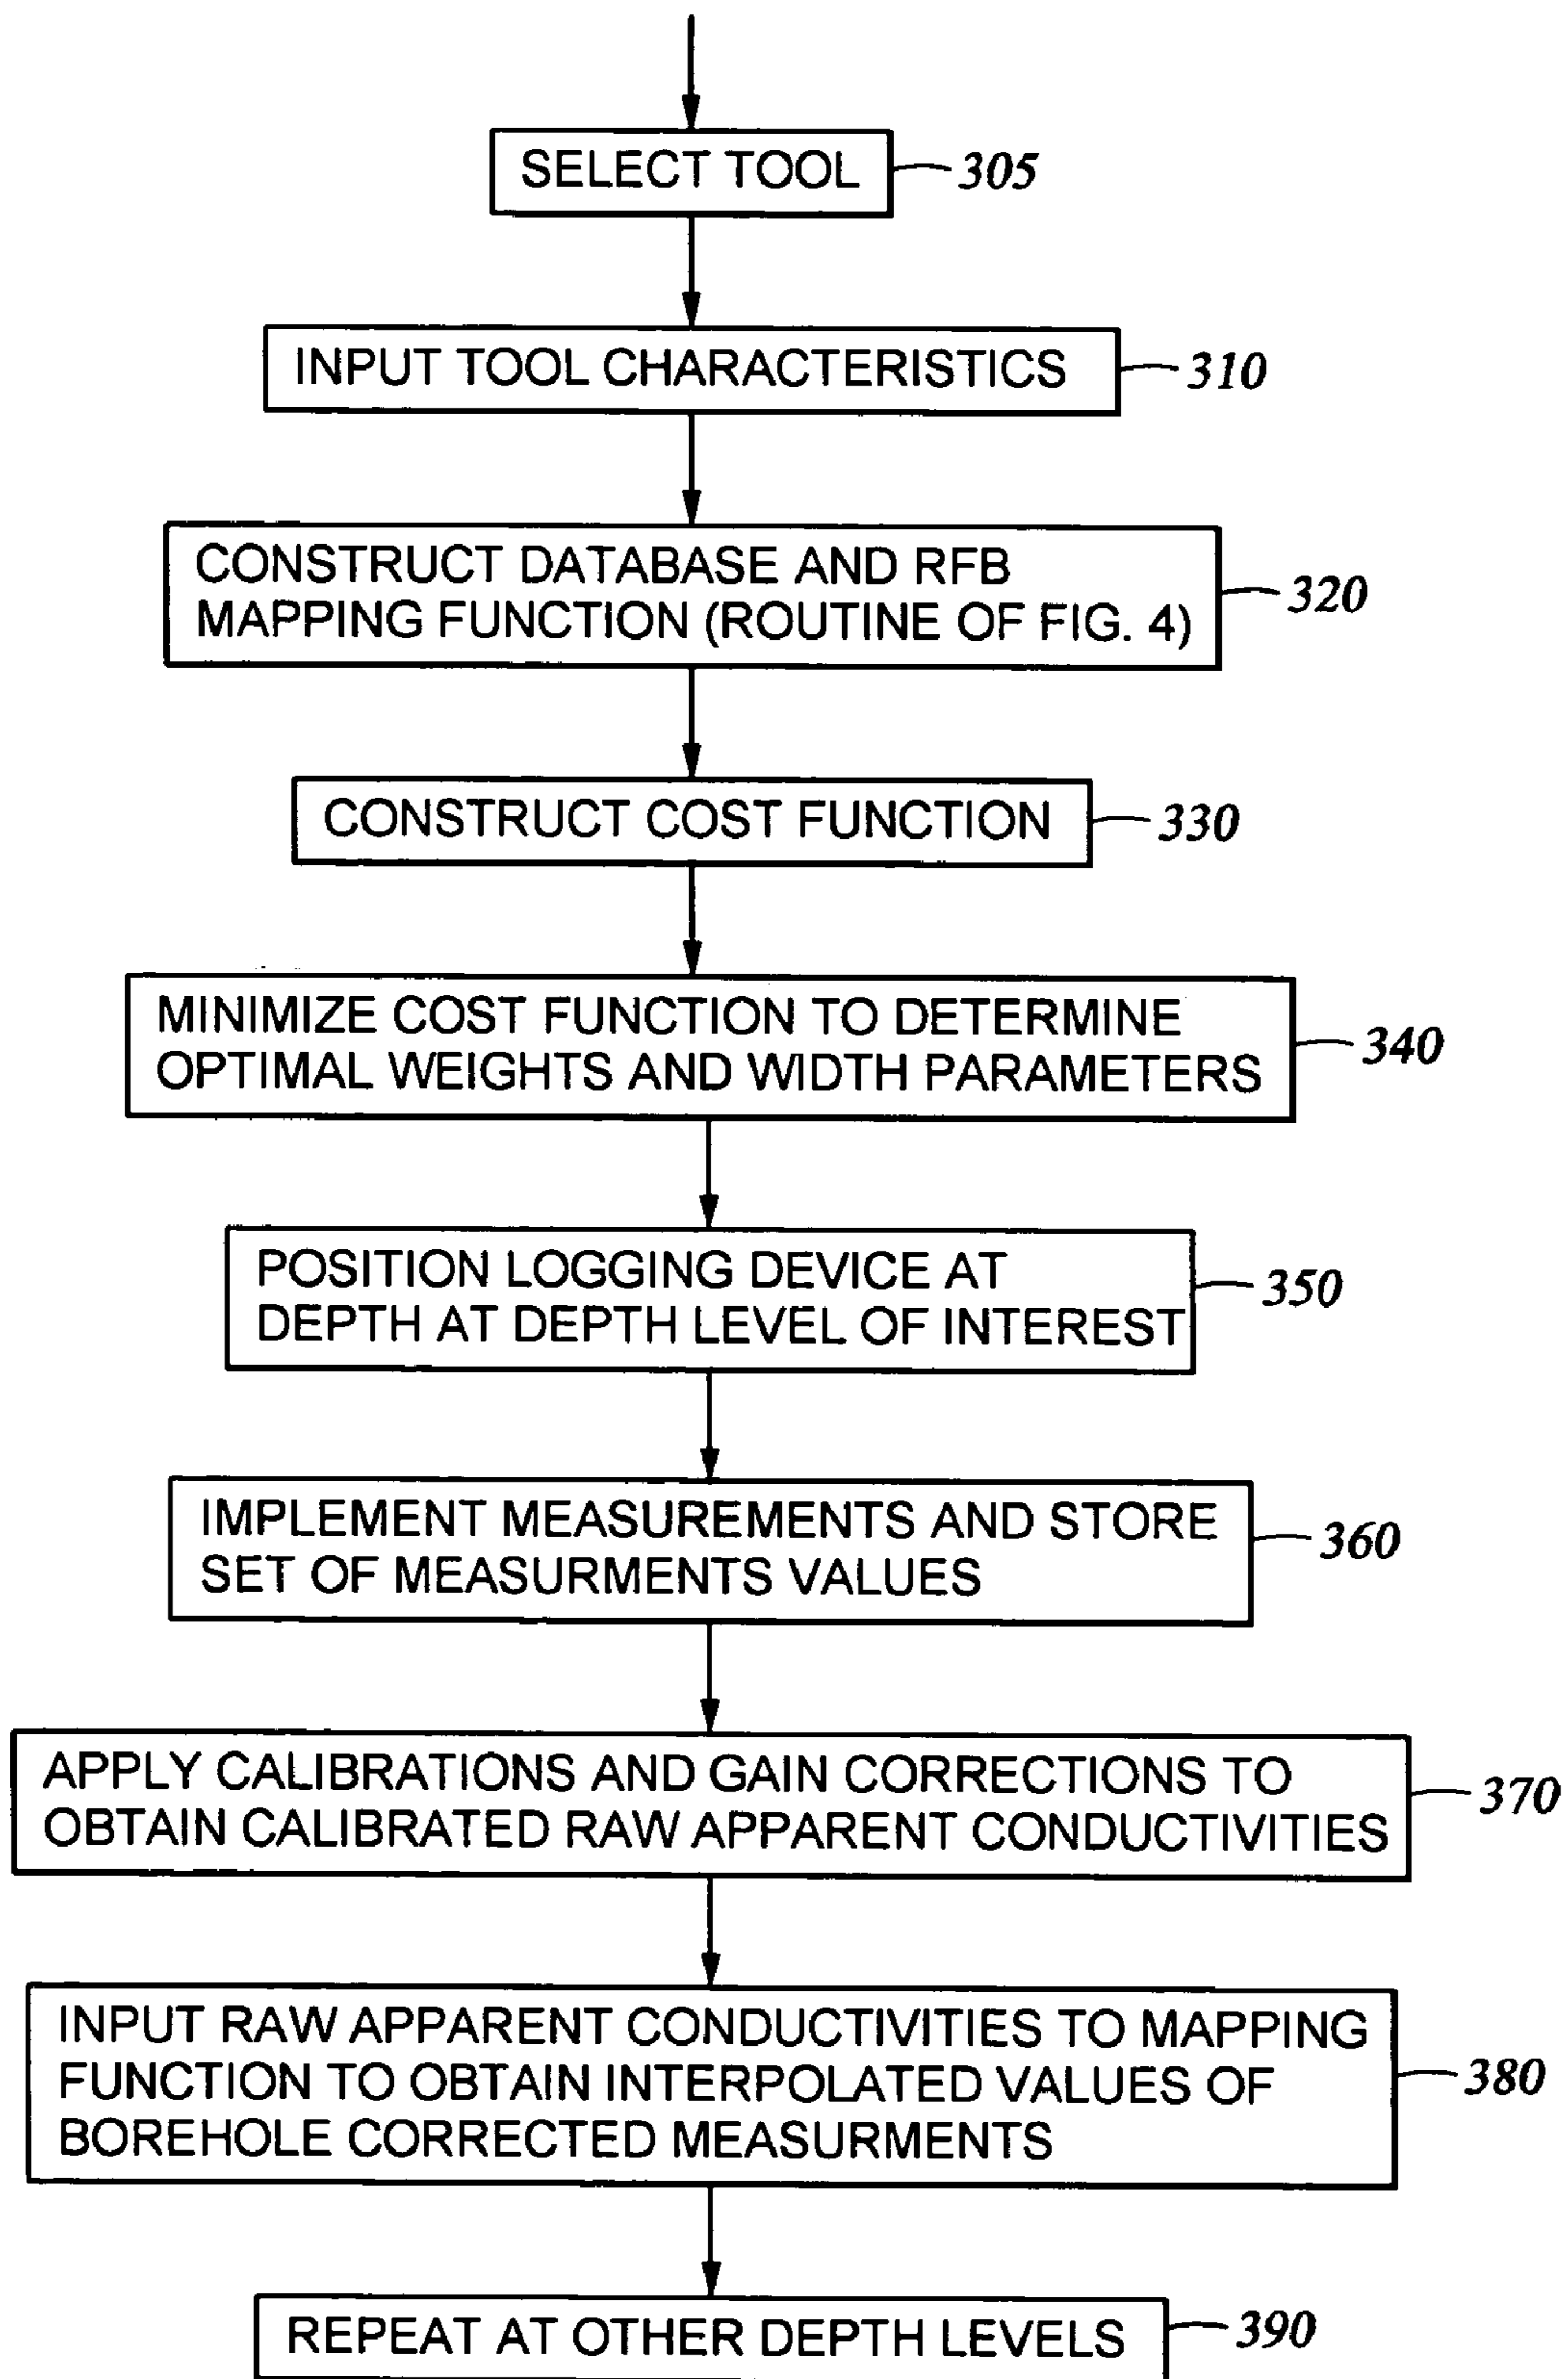 SELECT TOOL
305
INPUT TOOL CHARACTERISTICS
310
CONSTRUCT DATABASE AND RFB
MAPPING FUNCTION (ROUTINE OF FIG. 4)
320
CONSTRUCT COST FUNCTION
330
MINIMIZE COST FUNCTION TO DETERMINE
OPTIMAL WEIGHTS AND WIDTH PARAMETERS
340
POSITION LOGGING DEVICE AT
DEPTH AT DEPTH LEVEL OF INTEREST
350
IMPLEMENT MEASUREMENTS AND STORE
SET OF MEASURMENTS VALUES
360
APPLY CALIBRATIONS AND GAIN CORRECTIONS TO
OBTAIN CALIBRATED RAW APPARENT CONDUCTIVITIES
370
INPUT RAW APPARENT CONDUCTIVITIES TO MAPPING
FUNCTION TO OBTAIN INTERPOLATED VALUES OF
BOREHOLE CORRECTED MEASURMENTS
380
REPEAT AT OTHER DEPTH LEVELS
390